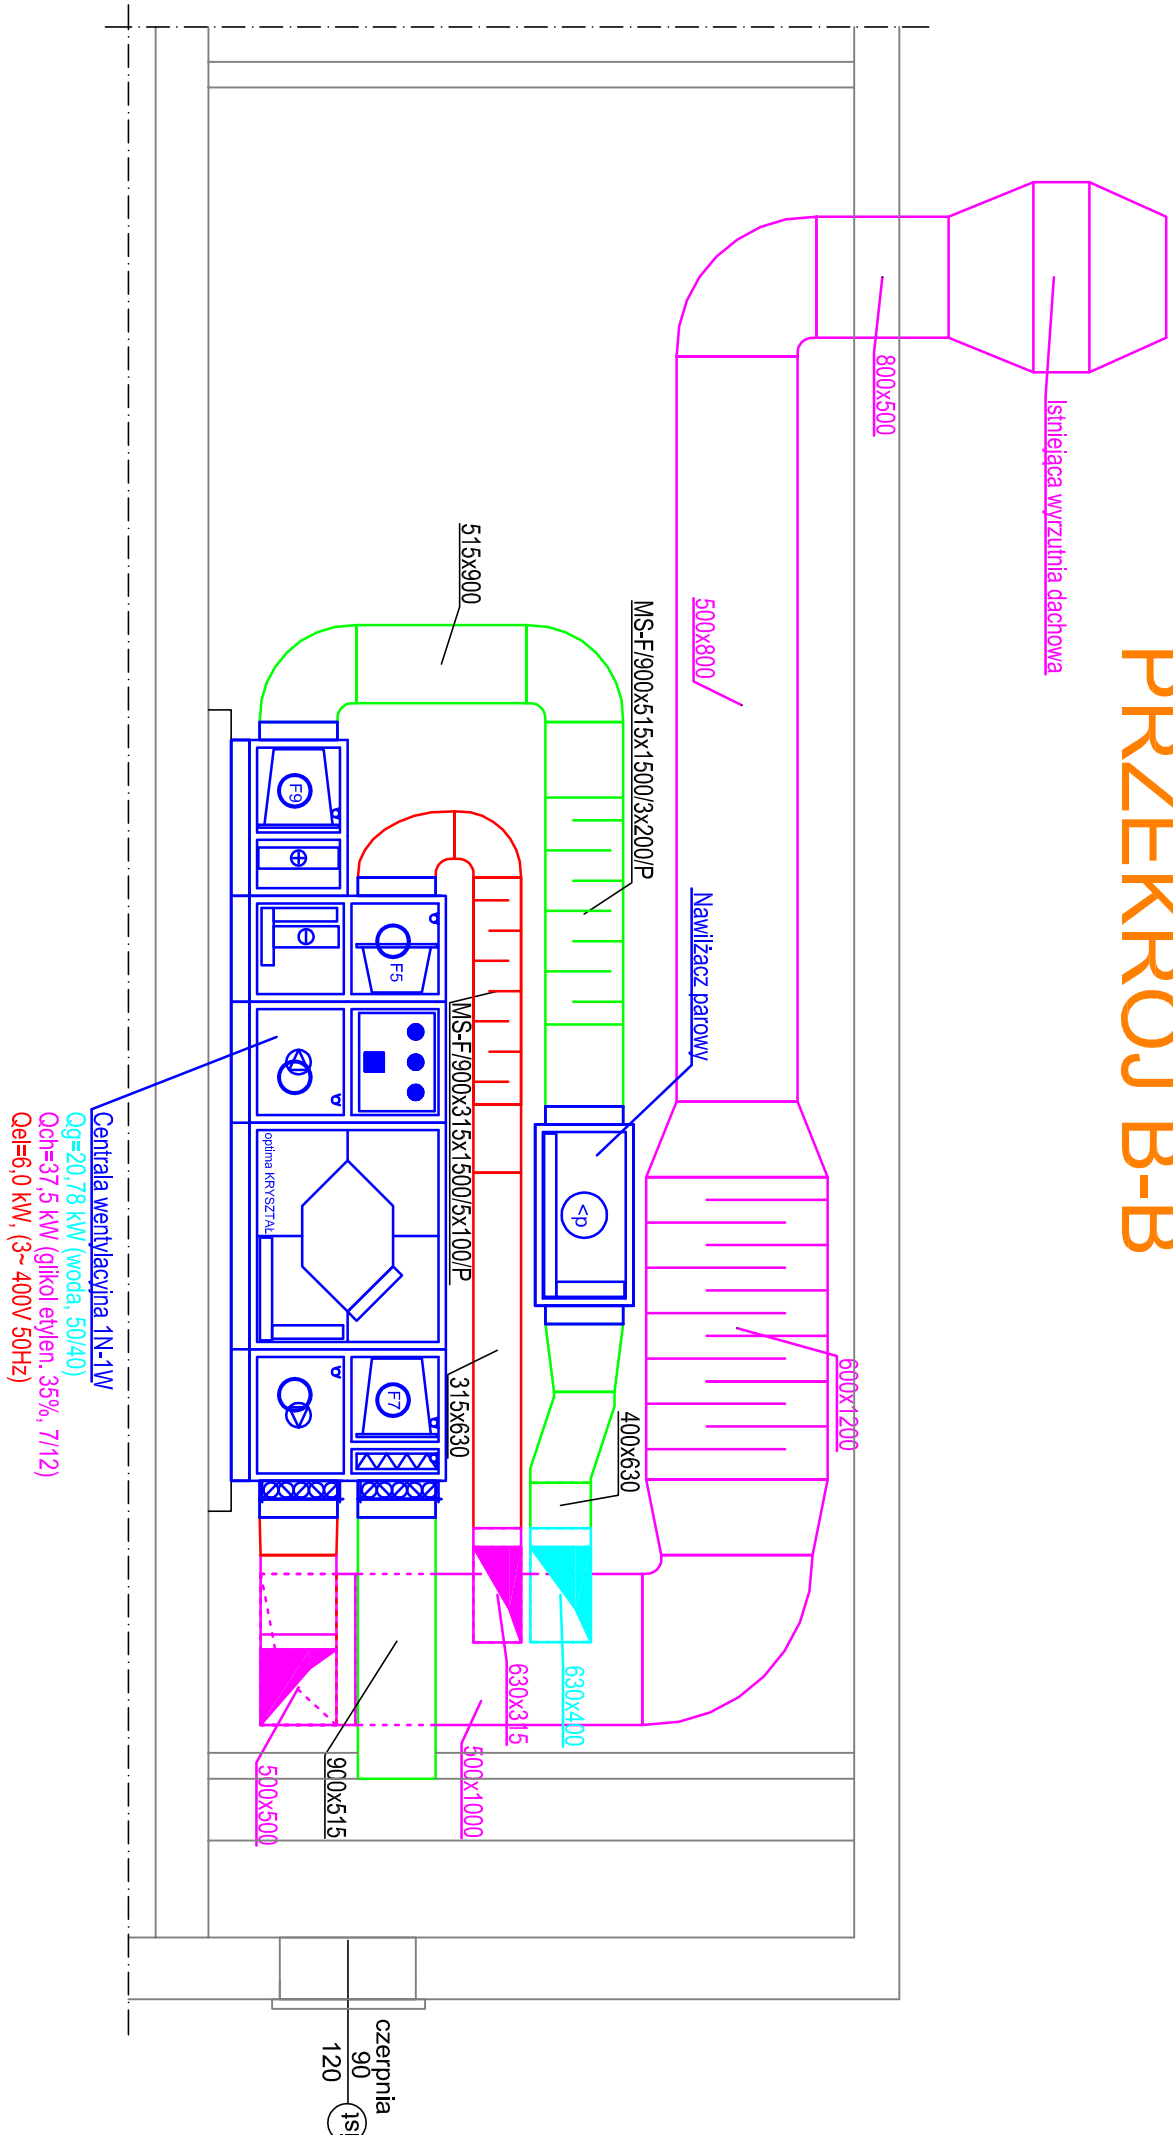 PRZEKRÓJ B-B
Istniejąca wyrzutnia dachowa
800x500
500x800
600x1200
MS-F/900x515x1500/3x200/P
515x900
Nawilżacz parowy
<p
MS-F/900x315x1500/5x100/P
315x630
400x630
F9
F5
F7
optima KRYSZTAŁ
630x400
630x315
500x1000
900x515
500x500
Centrala wentylacyjna 1N-1W
Qg=20,78 kW (woda, 50/40)
Qch=37,5 kW (glikol etylen. 35%, 7/12)
Qel=6,0 kW, (3~ 400V 50Hz)
czerpnia
90
120